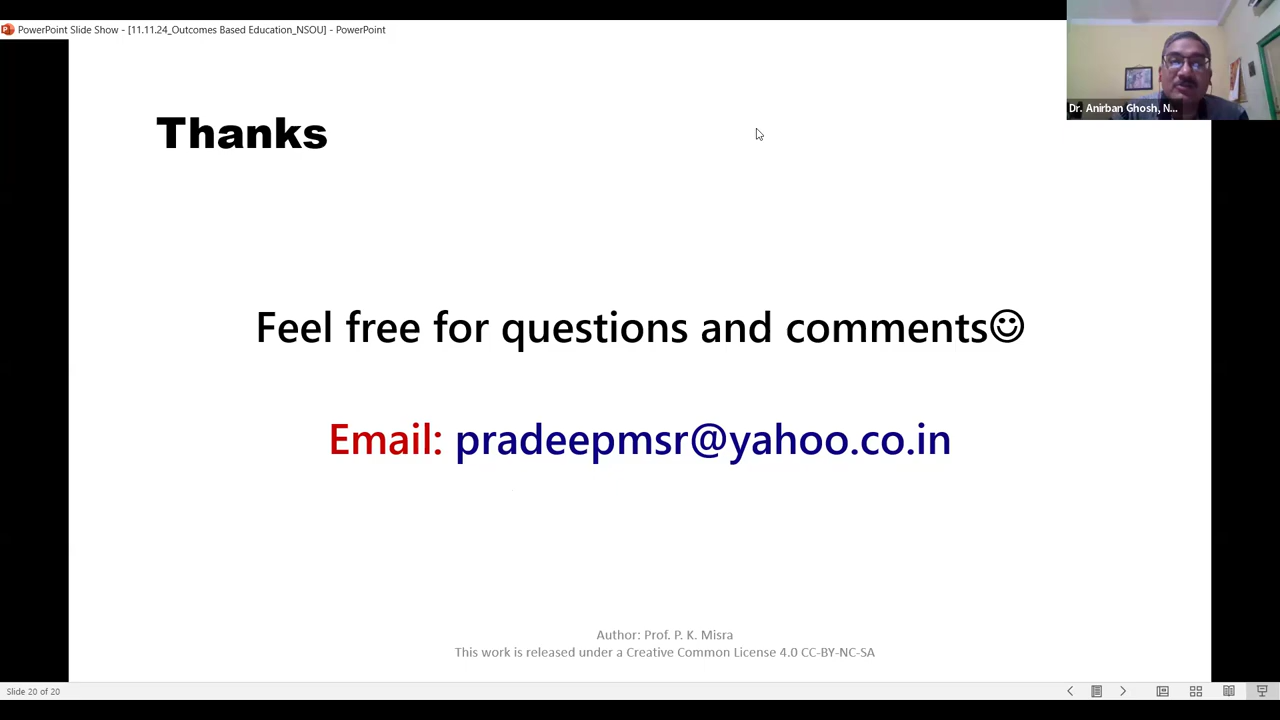 PowerPoint Slide Show - [11.11.24_Outcomes Based Education_NSOU] - PowerPoint
Dr. Anirban Ghosh, N...
Thanks
Feel free for questions and comments☺
Email: pradeepmsr@yahoo.co.in
Author: Prof. P. K. Misra
This work is released under a Creative Common License 4.0 CC-BY-NC-SA
Slide 20 of 20